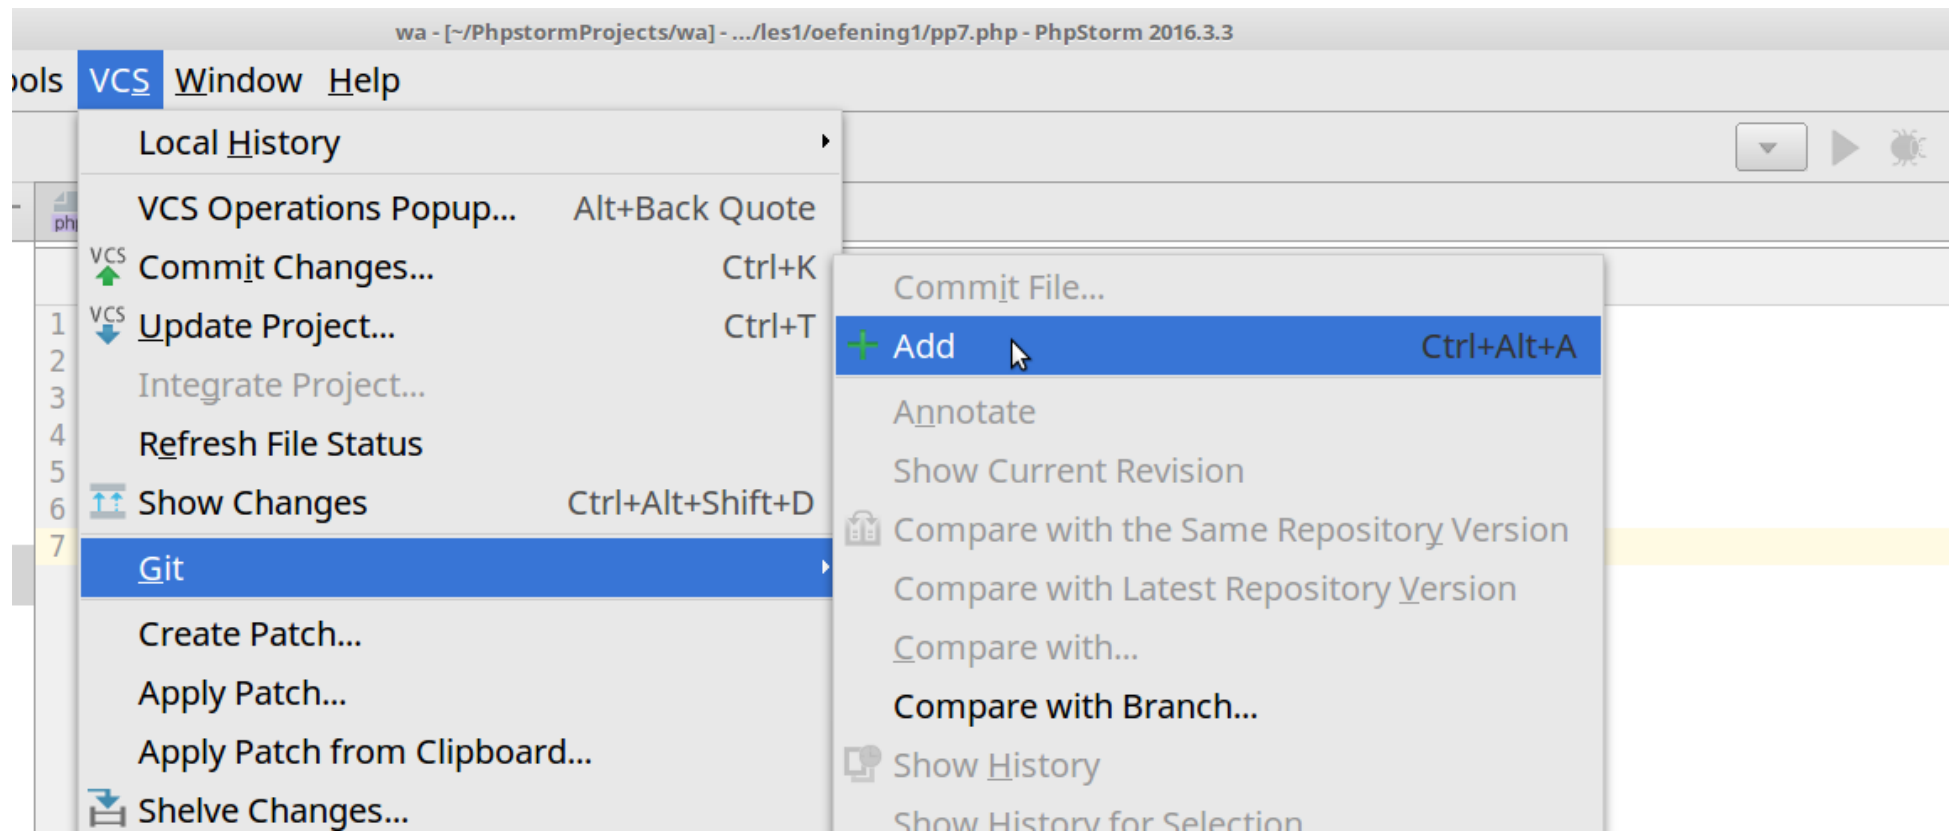 wa - [~/PhpstormProjects/wa] - .../les1/oefening1/pp7.php - PhpStorm 2016.3.3
ools VCS Window Help
Local History
VCS Operations Popup... Alt+Back Quote
php
VCS Commit Changes... Ctrl+K
VCS Update Project... Ctrl+T
Integrate Project...
Refresh File Status
Show Changes Ctrl+Alt+Shift+D
Git
Create Patch...
Apply Patch...
Apply Patch from Clipboard...
Shelve Changes...
1
2
3
4
5
6
7
Commit File...
Add Ctrl+Alt+A
Annotate
Show Current Revision
Compare with the Same Repository Version
Compare with Latest Repository Version
Compare with...
Compare with Branch...
Show History
Show History for Selection